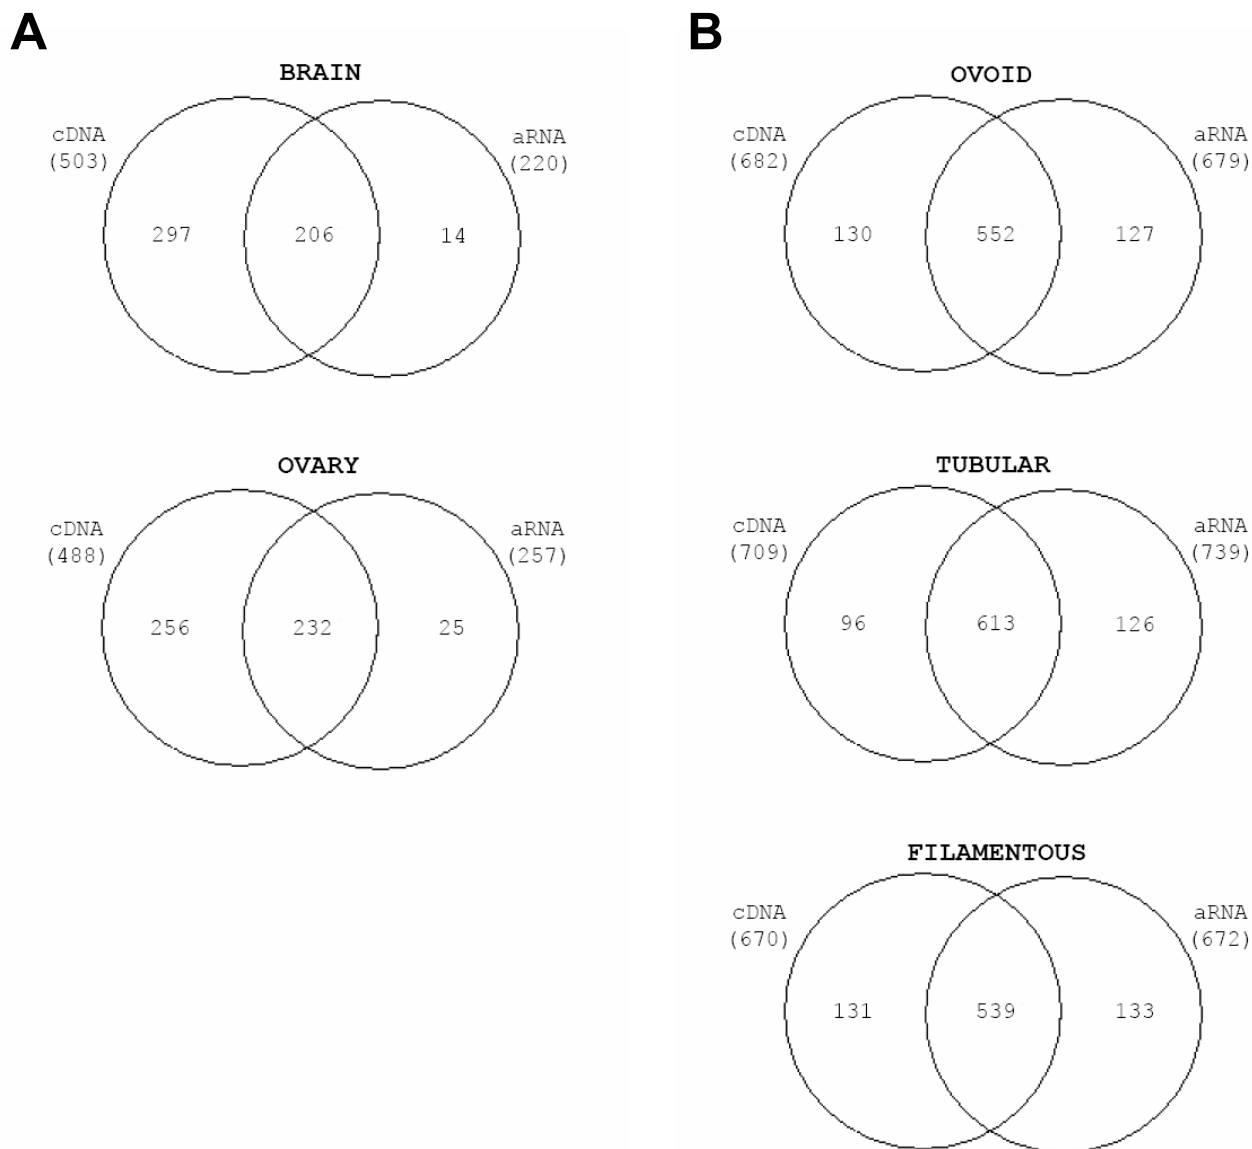 A
BRAIN
cDNA
(503)
aRNA
(220)
297 206 14
OVARY
cDNA
(488)
aRNA
(257)
256 232 25
B
OVOID
cDNA
(682)
aRNA
(679)
130 552 127
TUBULAR
cDNA
(709)
aRNA
(739)
96 613 126
FILAMENTOUS
cDNA
(670)
aRNA
(672)
131 539 133